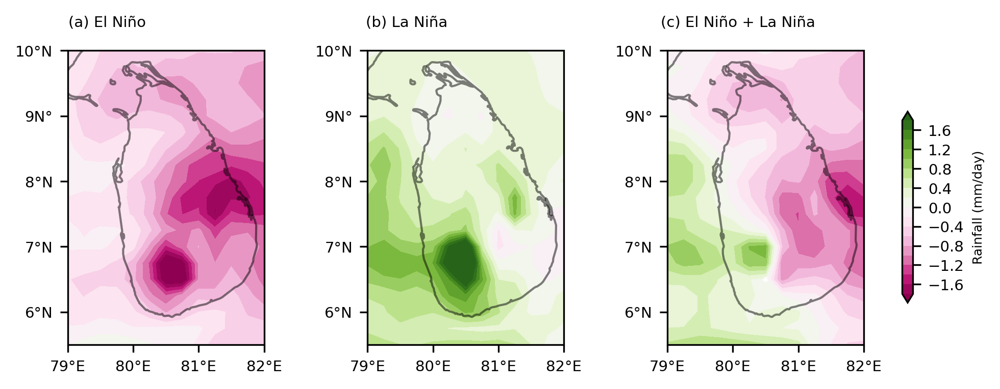 (a) El Niño
(b) La Niña
(c) El Niño + La Niña
10°N
9N°
8°N
7°N
6°N
79°E
80°E
81°E
82°E
10°N
9N°
8°N
7°N
6°N
79°E
80°E
81°E
82°E
10°N
9N°
8°N
7°N
6°N
79°E
80°E
81°E
82°E
1.6
1.2
0.8
0.4
0.0
−0.4
−0.8
−1.2
−1.6
Rainfall (mm/day)